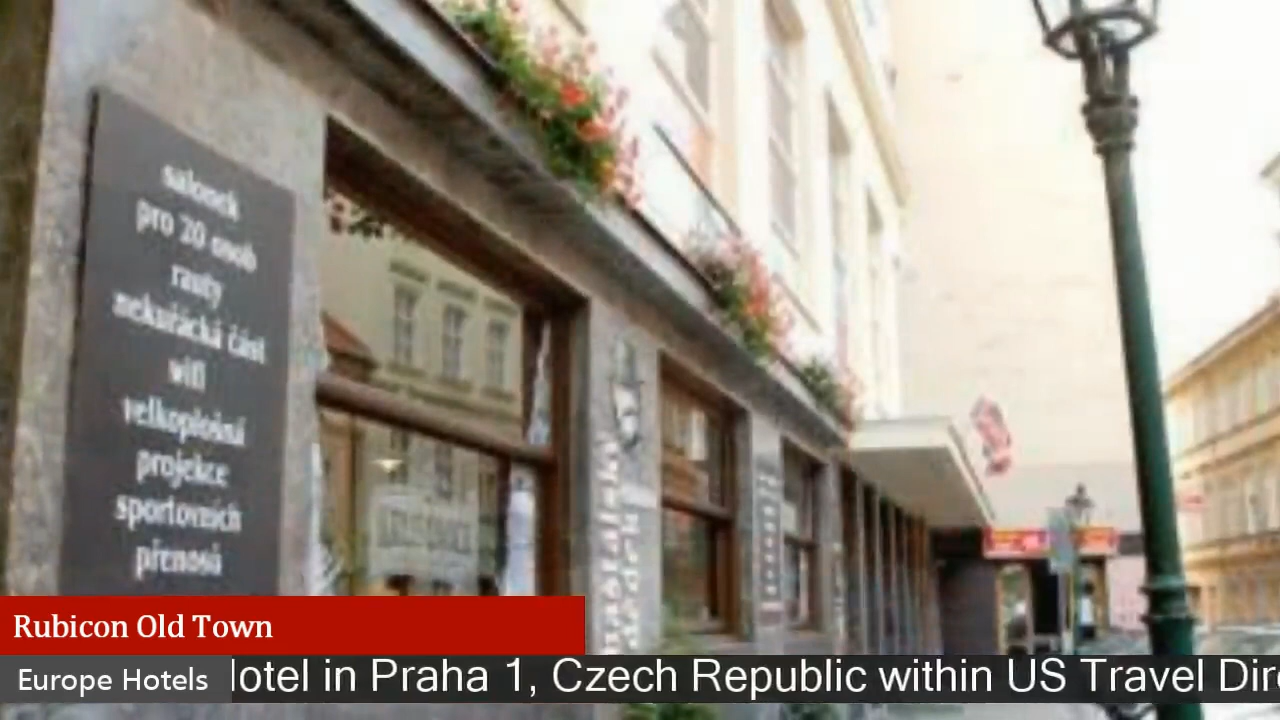 salonek
pro 20 osob
rauty
nekuřácká část
wifi
velkoplošná
projekce
sportovních
přenosů
Rubicon Old Town
Europe Hotels
otel in Praha 1, Czech Republic within US Travel Dire